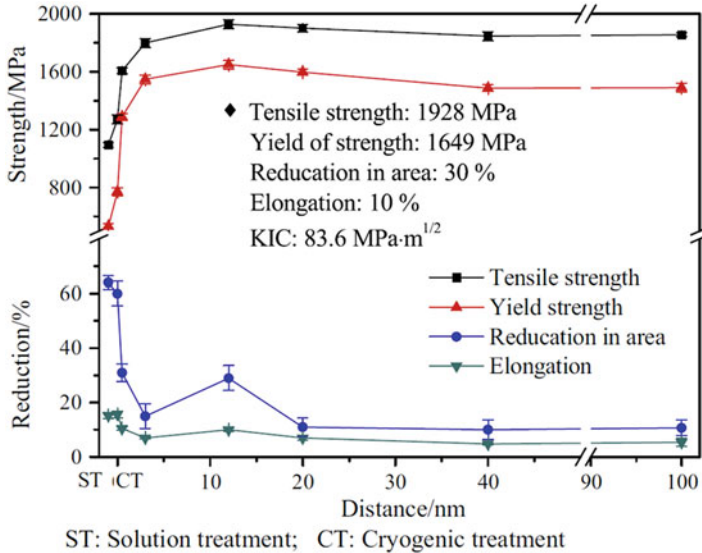 2000
1600
1200
800
Strength/MPa
◆ Tensile strength: 1928 MPa
Yield of strength: 1649 MPa
Reducation in area: 30 %
Elongation: 10 %
KIC: 83.6 MPa·m^1/2
60
40
20
0
Reduction/%
Tensile strength
Yield strength
Reducation in area
Elongation
ST (CT 10 20 30 40 90 100
Distance/nm
ST: Solution treatment; CT: Cryogenic treatment